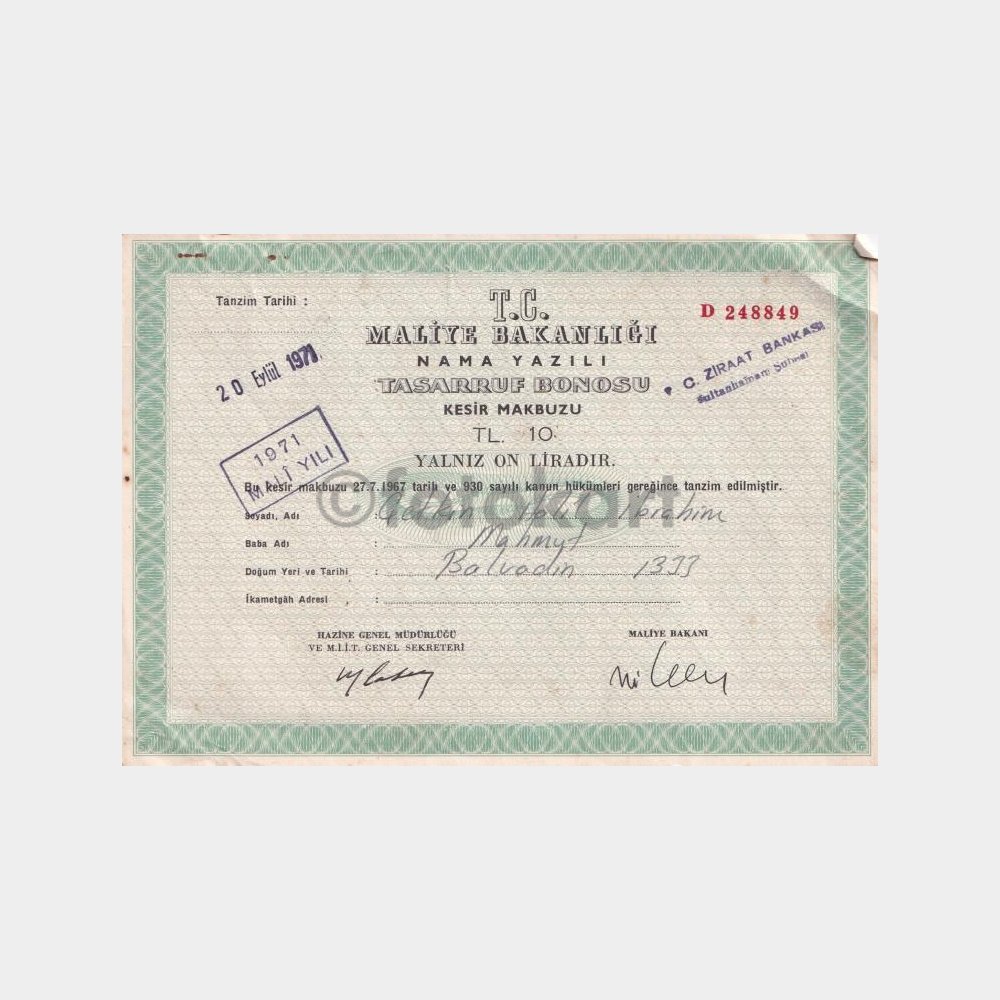 Tanzim Tarihi :
T.C.
D 248849
MALİYE BAKANLIĞI
NAMA YAZILI
TASARRUF BONOSU
KESİR MAKBUZU
TL. 10
YALNIZ ON LİRADIR.
20 Eylül 1971
C. ZİRAAT BANKASI
1971
MALİ YILI
Bu kesir makbuzu 27.7.1967 tarih ve 930 sayılı kanun hükümleri gereğince tanzim edilmiştir.
©fotokart
Soyadı, Adı : Halil İbrahim
Baba Adı : Mahmut
Doğum Yeri ve Tarihi : Bolvadin 1333
İkametgâh Adresi :
HAZİNE GENEL MÜDÜRLÜĞÜ
VE M.İ.İ.T. GENEL SEKRETERİ
MALİYE BAKANI